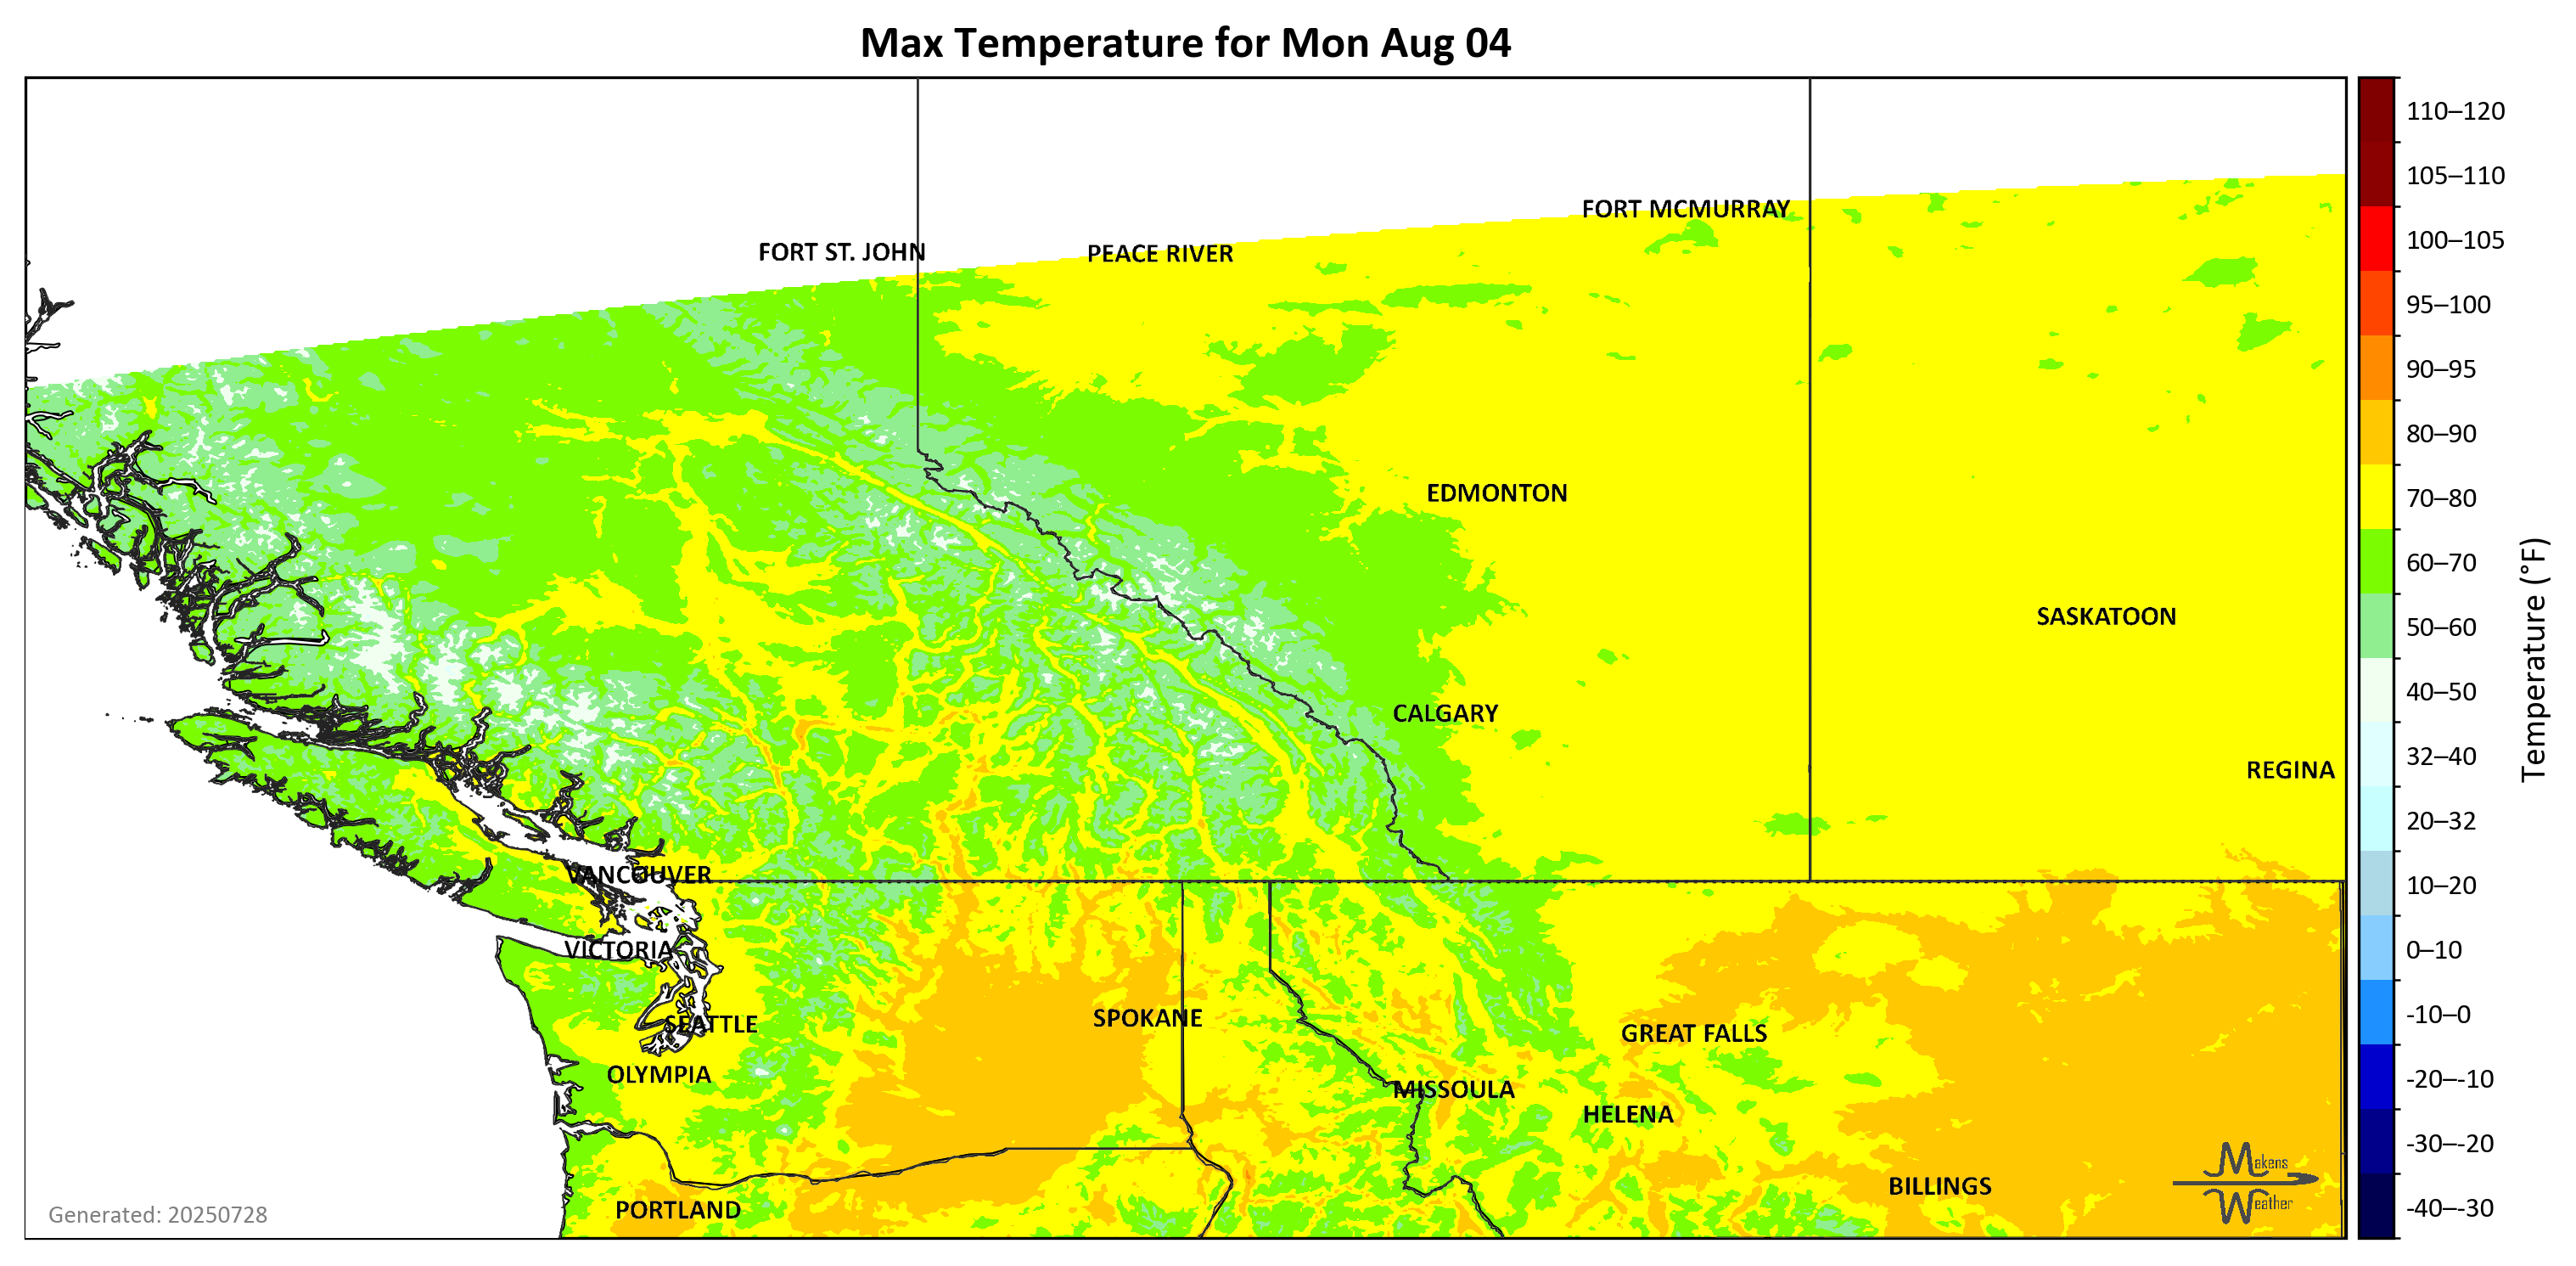 Max Temperature for Mon Aug 04
FORT MCMURRAY
FORT ST. JOHN
PEACE RIVER
EDMONTON
SASKATOON
CALGARY
REGINA
VANCOUVER
VICTORIA
SPOKANE
SEATTLE
GREAT FALLS
OLYMPIA
MISSOULA
HELENA
BILLINGS
PORTLAND
Makens
Weather
Generated: 20250728
110–120
105–110
100–105
95–100
90–95
80–90
70–80
60–70
50–60
40–50
32–40
20–32
10–20
0–10
-10–0
-20–-10
-30–-20
-40–-30
Temperature (°F)